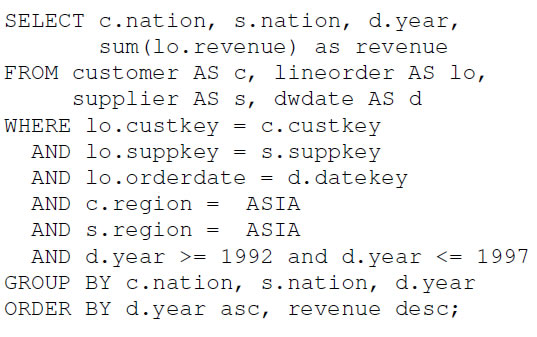 SELECT c.nation, s.nation, d.year,
sum(lo.revenue) as revenue
FROM customer AS c, lineorder AS lo,
supplier AS s, dwdate AS d
WHERE lo.custkey = c.custkey
AND lo.suppkey = s.suppkey
AND lo.orderdate = d.datekey
AND c.region = ASIA
AND s.region = ASIA
AND d.year >= 1992 and d.year <= 1997
GROUP BY c.nation, s.nation, d.year
ORDER BY d.year asc, revenue desc;